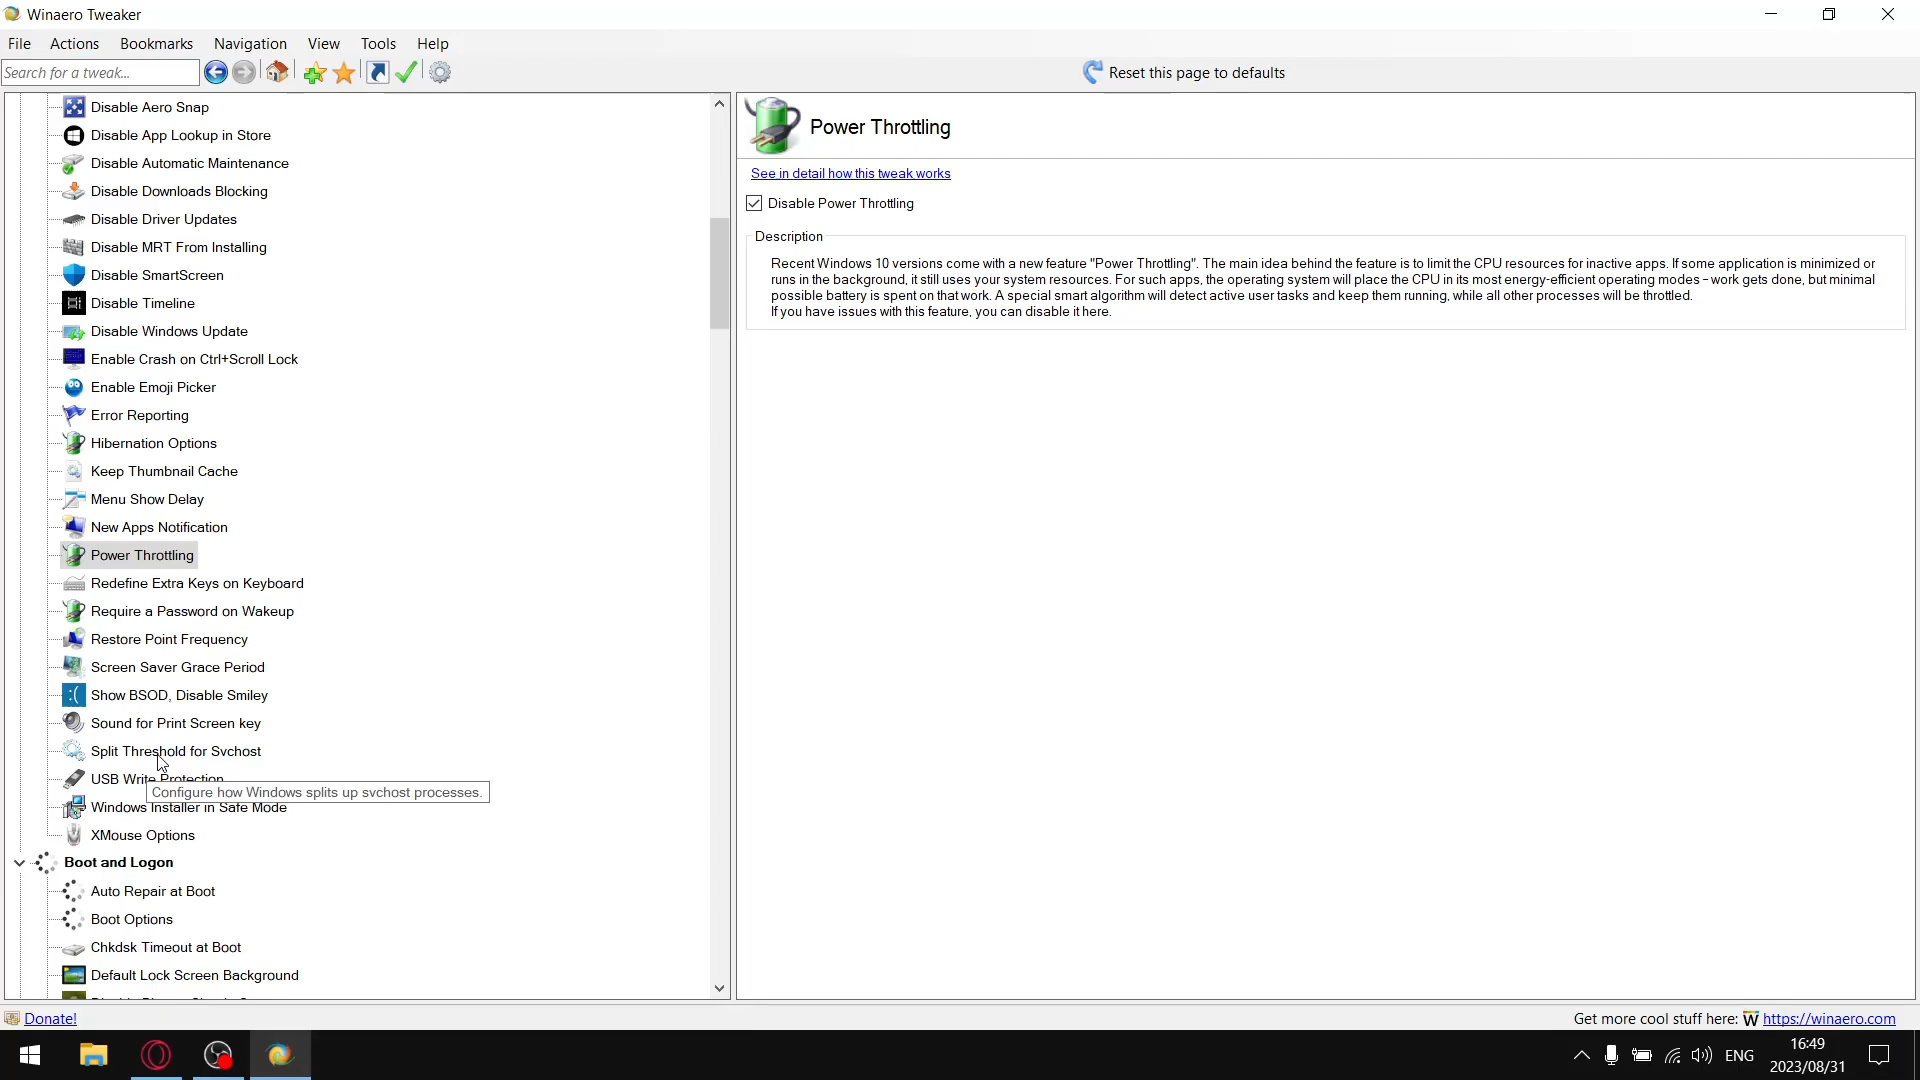 Winaero Tweaker
File Actions Bookmarks Navigation View Tools Help
Search for a tweak...
Reset this page to defaults
Disable Aero Snap
Disable App Lookup in Store
Disable Automatic Maintenance
Disable Downloads Blocking
Disable Driver Updates
Disable MRT From Installing
Disable SmartScreen
Disable Timeline
Disable Windows Update
Enable Crash on Ctrl+Scroll Lock
Enable Emoji Picker
Error Reporting
Hibernation Options
Keep Thumbnail Cache
Menu Show Delay
New Apps Notification
Power Throttling
Redefine Extra Keys on Keyboard
Require a Password on Wakeup
Restore Point Frequency
Screen Saver Grace Period
:( Show BSOD, Disable Smiley
Sound for Print Screen key
Split Threshold for Svchost
USB Write Protection
Configure how Windows splits up svchost processes.
Windows Installer in Safe Mode
XMouse Options
Boot and Logon
Auto Repair at Boot
Boot Options
Chkdsk Timeout at Boot
Default Lock Screen Background
Power Throttling
See in detail how this tweak works
Disable Power Throttling
Description
Recent Windows 10 versions come with a new feature "Power Throttling". The main idea behind the feature is to limit the CPU resources for inactive apps. If some application is minimized or
runs in the background, it still uses your system resources. For such apps, the operating system will place the CPU in its most energy-efficient operating modes – work gets done, but minimal
possible battery is spent on that work. A special smart algorithm will detect active user tasks and keep them running, while all other processes will be throttled.
If you have issues with this feature, you can disable it here.
Donate!
Get more cool stuff here: W https://winaero.com
ENG
16:49
2023/08/31